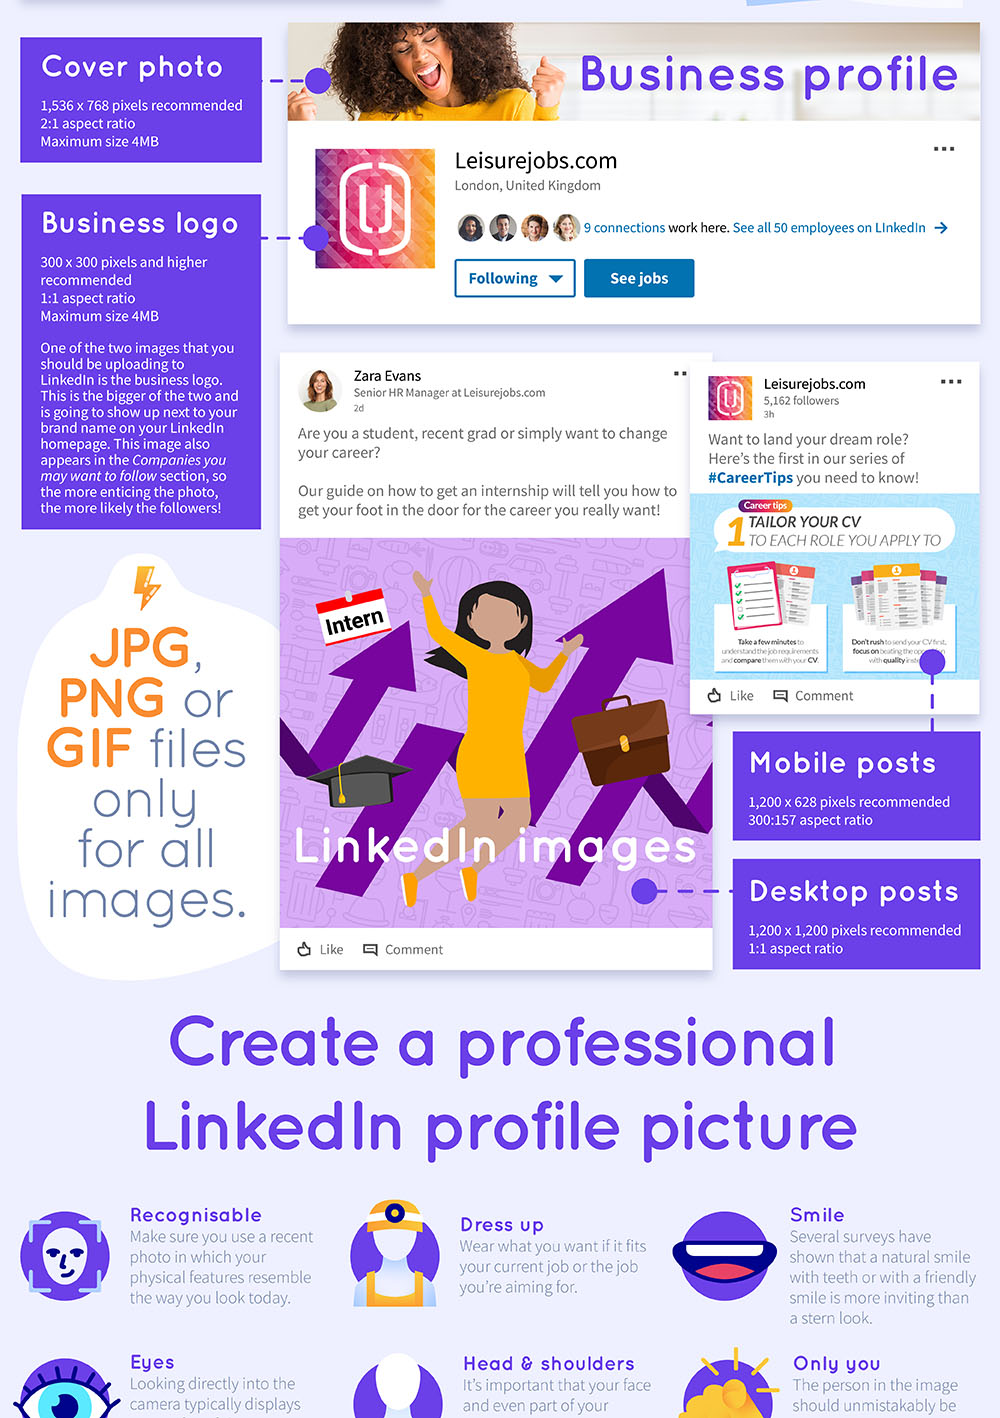 Cover photo
1,536 x 768 pixels recommended
2:1 aspect ratio
Maximum size 4MB
Business profile
Leisurejobs.com
London, United Kingdom
9 connections work here. See all 50 employees on LInkedIn
Following
See jobs
Business logo
300 x 300 pixels and higher
recommended
1:1 aspect ratio
Maximum size 4MB
One of the two images that you
should be uploading to
LinkedIn is the business logo.
This is the bigger of the two and
is going to show up next to your
brand name on your LinkedIn
homepage. This image also
appears in the Companies you
may want to follow section, so
the more enticing the photo,
the more likely the followers!
Zara Evans
Senior HR Manager at Leisurejobs.com
2d
Are you a student, recent grad or simply want to change
your career?
Our guide on how to get an internship will tell you how to
get your foot in the door for the career you really want!
Intern
LinkedIn images
Like
Comment
Leisurejobs.com
5,162 followers
3h
Want to land your dream role?
Here's the first in our series of
#CareerTips you need to know!
Career tips
1 TAILOR YOUR CV
TO EACH ROLE YOU APPLY TO
Take a few minutes to
understand the job requirements
and compare them with your CV.
Don't rush to send your CV first,
focus on beating the
with quality
Like
Comment
JPG,
PNG or
GIF files
only
for all
images.
Mobile posts
1,200 x 628 pixels recommended
300:157 aspect ratio
Desktop posts
1,200 x 1,200 pixels recommended
1:1 aspect ratio
Create a professional
LinkedIn profile picture
Recognisable
Make sure you use a recent
photo in which your
physical features resemble
the way you look today.
Dress up
Wear what you want if it fits
your current job or the job
you're aiming for.
Smile
Several surveys have
shown that a natural smile
with teeth or with a friendly
smile is more inviting than
a stern look.
Eyes
Looking directly into the
camera typically displays
Head & shoulders
It's important that your face
and even part of your
Only you
The person in the image
should unmistakably be